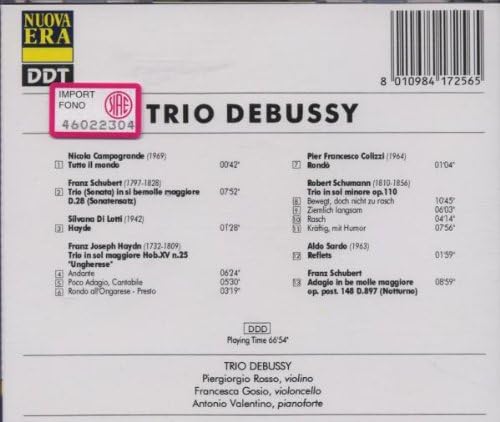 NUOVA
ERA
DDT
IMPORT
FONO
SIAE
46022304
TRIO DEBUSSY
8 010984 172565
Nicola Campogrande (1969)
1 Tutto il mondo 00'42"
Franz Schubert (1797-1828)
2 Trio (Sonata) in si bemolle maggiore 07'52"
D.28 (Sonatensatz)
Silvana Di Lotti (1942)
3 Hayde 01'28"
Franz Joseph Haydn (1732-1809)
Trio in sol maggiore Hob.XV n.25
"Ungherese"
4 Andante 06'24"
5 Poco Adagio, Cantabile 05'30"
6 Rondo all'Ongarese - Presto 03'19"
7 Pier Francesco Colizzi (1964)
Rondò 01'04"
Robert Schumann (1810-1856)
Trio in sol minore op.110
8 Bewegt, doch nicht zu rasch 10'45"
9 Ziemlich langsam 06'03"
10 Rasch 04'14"
11 Kräftig, mit Humor 07'56"
Aldo Sardo (1963)
12 Reflets 01'59"
Franz Schubert
13 Adagio in be molle maggiore 08'59"
op. post. 148 D.897 (Notturno)
DDD
Playing Time 66'54"
TRIO DEBUSSY
Piergiorgio Rosso, violino
Francesca Gosio, violoncello
Antonio Valentino, pianoforte